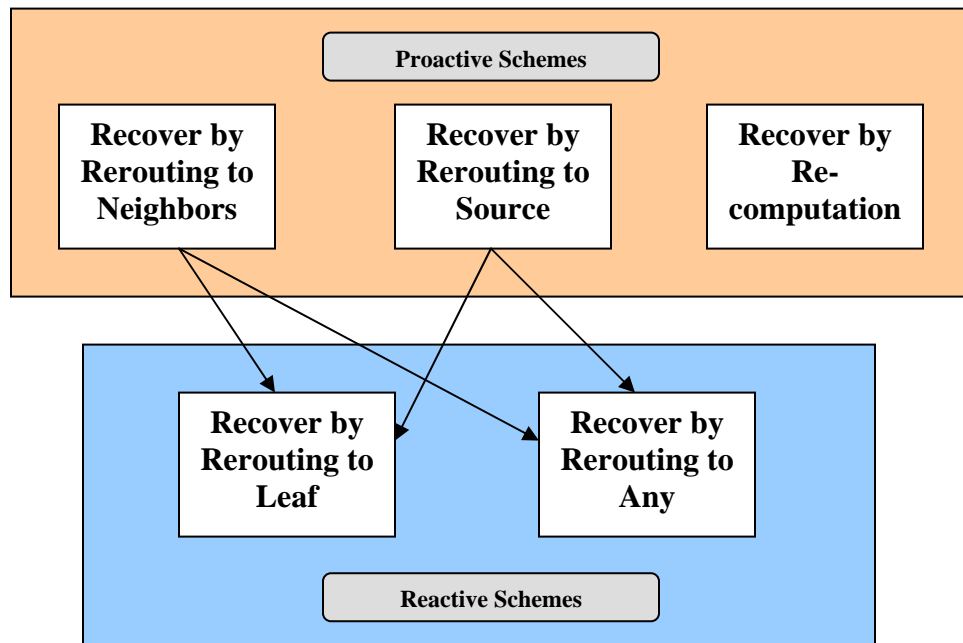 Proactive Schemes
Recover by
Rerouting to
Neighbors
Recover by
Rerouting to
Source
Recover by
Re-
computation
Recover by
Rerouting to
Leaf
Recover by
Rerouting to
Any
Reactive Schemes